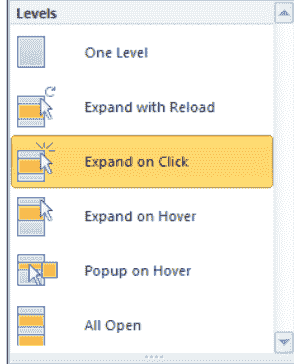 Levels
One Level
Expand with Reload
Expand on Click
Expand on Hover
Popup on Hover
All Open